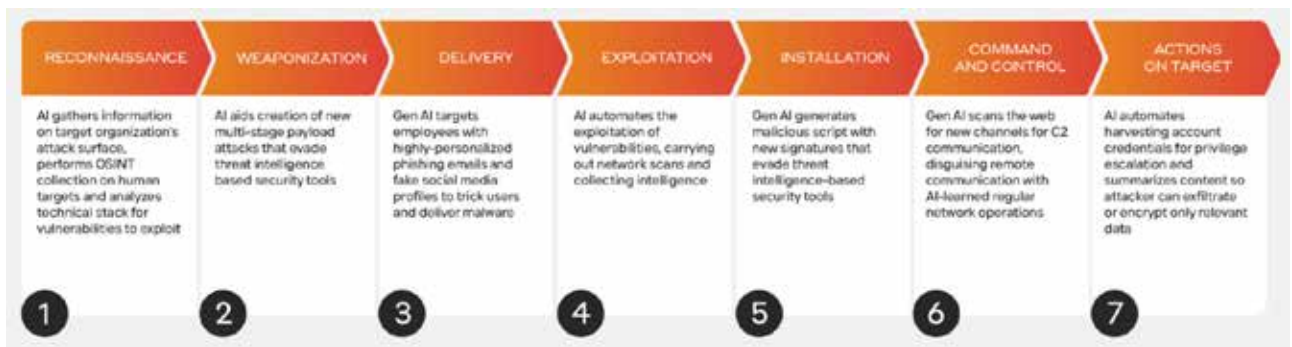 RECONNAISSANCE
AI gathers information
on target organization's
attack surface,
performs OSINT
collection on human
targets and analyzes
technical stack for
vulnerabilities to exploit
1
WEAPONIZATION
AI aids creation of new
multi-stage payload
attacks that evade
threat intelligence
based security tools
2
DELIVERY
Gen AI targets
employees with
highly-personalized
phishing emails and
fake social media
profiles to trick users
and deliver malware
3
EXPLOITATION
AI automates the
exploitation of
vulnerabilities, carrying
out network scans and
collecting intelligence
4
INSTALLATION
Gen AI generates
malicious script with
new signatures that
evade threat
intelligence-based
security tools
5
COMMAND
AND CONTROL
Gen AI scans the web
for new channels for C2
communication,
disguising remote
communication with
AI-learned regular
network operations
6
ACTIONS
ON TARGET
AI automates
harvesting account
credentials for privilege
escalation and
summarizes content so
attacker can exfiltrate
or encrypt only relevant
data
7